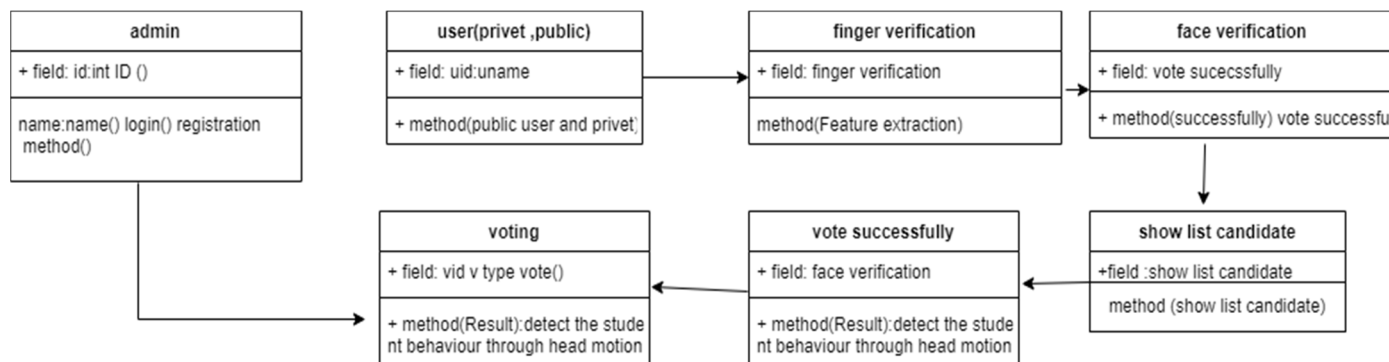 admin
+ field: id:int ID ()
name:name() login() registration
method()
user(privet ,public)
+ field: uid:uname
+ method(public user and privet)
finger verification
+ field: finger verification
method(Feature extraction)
face verification
+ field: vote sucecssfully
+ method(successfully) vote successfu
voting
+ field: vid v type vote()
+ method(Result):detect the stude
nt behaviour through head motion
vote successfully
+ field: face verification
+ method(Result):detect the stude
nt behaviour through head motion
show list candidate
+field :show list candidate
method (show list candidate)